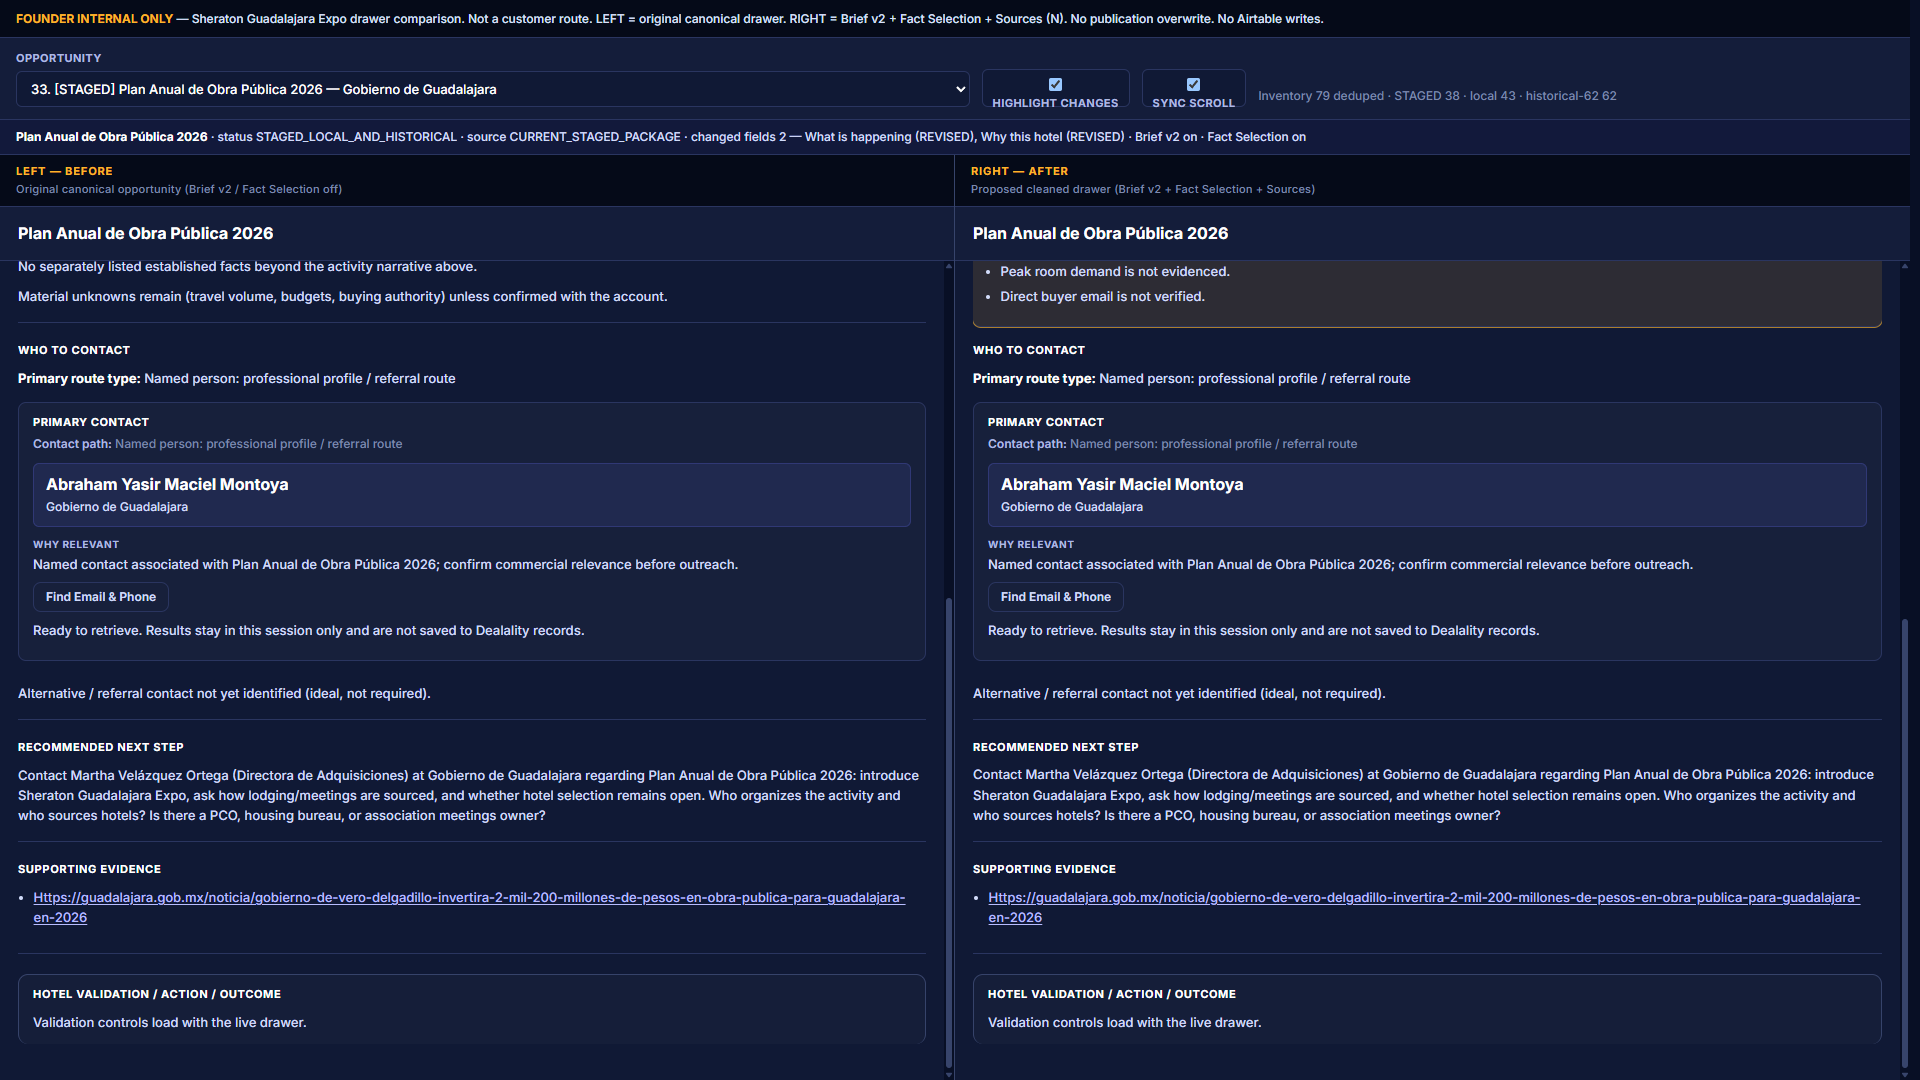 FOUNDER INTERNAL ONLY — Sheraton Guadalajara Expo drawer comparison. Not a customer route. LEFT = original canonical drawer. RIGHT = Brief v2 + Fact Selection + Sources (N). No publication overwrite. No Airtable writes.
OPPORTUNITY
33. [STAGED] Plan Anual de Obra Pública 2026 — Gobierno de Guadalajara
HIGHLIGHT CHANGES
SYNC SCROLL
Inventory 79 deduped · STAGED 38 · local 43 · historical-62 62
Plan Anual de Obra Pública 2026 · status STAGED_LOCAL_AND_HISTORICAL · source CURRENT_STAGED_PACKAGE · changed fields 2 — What is happening (REVISED), Why this hotel (REVISED) · Brief v2 on · Fact Selection on
LEFT — BEFORE
Original canonical opportunity (Brief v2 / Fact Selection off)
Plan Anual de Obra Pública 2026
No separately listed established facts beyond the activity narrative above.
Material unknowns remain (travel volume, budgets, buying authority) unless confirmed with the account.
WHO TO CONTACT
Primary route type: Named person: professional profile / referral route
PRIMARY CONTACT
Contact path: Named person: professional profile / referral route
Abraham Yasir Maciel Montoya
Gobierno de Guadalajara
WHY RELEVANT
Named contact associated with Plan Anual de Obra Pública 2026; confirm commercial relevance before outreach.
Find Email & Phone
Ready to retrieve. Results stay in this session only and are not saved to Dealality records.
Alternative / referral contact not yet identified (ideal, not required).
RECOMMENDED NEXT STEP
Contact Martha Velázquez Ortega (Directora de Adquisiciones) at Gobierno de Guadalajara regarding Plan Anual de Obra Pública 2026: introduce
Sheraton Guadalajara Expo, ask how lodging/meetings are sourced, and whether hotel selection remains open. Who organizes the activity and
who sources hotels? Is there a PCO, housing bureau, or association meetings owner?
SUPPORTING EVIDENCE
• Https://guadalajara.gob.mx/noticia/gobierno-de-vero-delgadillo-invertira-2-mil-200-millones-de-pesos-en-obra-publica-para-guadalajara-
en-2026
HOTEL VALIDATION / ACTION / OUTCOME
Validation controls load with the live drawer.
RIGHT — AFTER
Proposed cleaned drawer (Brief v2 + Fact Selection + Sources)
Plan Anual de Obra Pública 2026
• Peak room demand is not evidenced.
• Direct buyer email is not verified.
WHO TO CONTACT
Primary route type: Named person: professional profile / referral route
PRIMARY CONTACT
Contact path: Named person: professional profile / referral route
Abraham Yasir Maciel Montoya
Gobierno de Guadalajara
WHY RELEVANT
Named contact associated with Plan Anual de Obra Pública 2026; confirm commercial relevance before outreach.
Find Email & Phone
Ready to retrieve. Results stay in this session only and are not saved to Dealality records.
Alternative / referral contact not yet identified (ideal, not required).
RECOMMENDED NEXT STEP
Contact Martha Velázquez Ortega (Directora de Adquisiciones) at Gobierno de Guadalajara regarding Plan Anual de Obra Pública 2026: introduce
Sheraton Guadalajara Expo, ask how lodging/meetings are sourced, and whether hotel selection remains open. Who organizes the activity and
who sources hotels? Is there a PCO, housing bureau, or association meetings owner?
SUPPORTING EVIDENCE
• Https://guadalajara.gob.mx/noticia/gobierno-de-vero-delgadillo-invertira-2-mil-200-millones-de-pesos-en-obra-publica-para-guadalajara-
en-2026
HOTEL VALIDATION / ACTION / OUTCOME
Validation controls load with the live drawer.